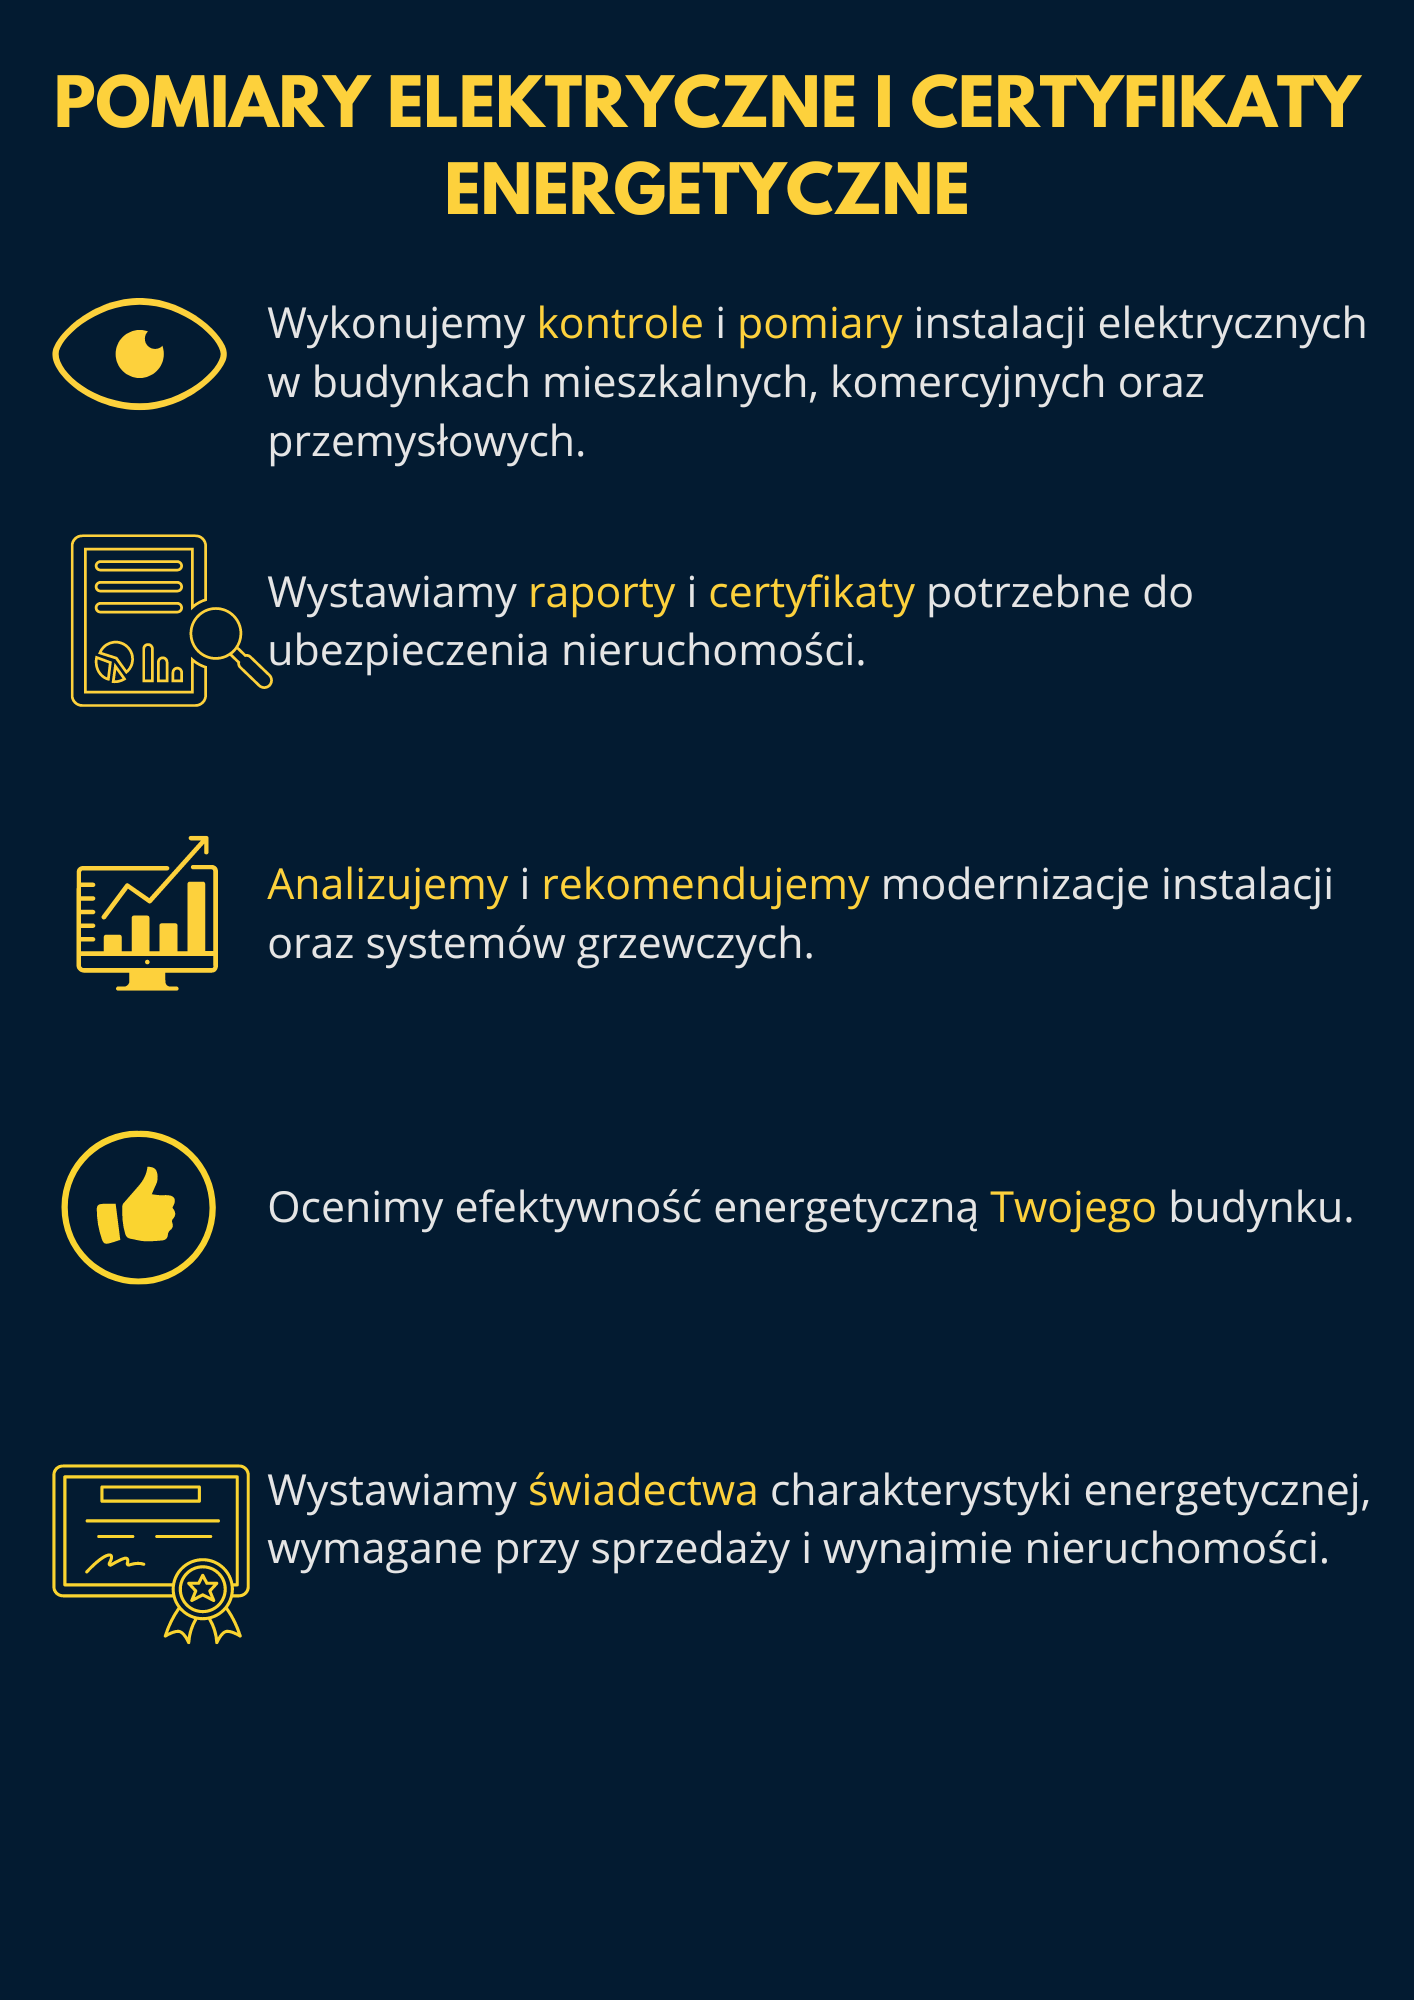 POMIARY ELEKTRYCZNE I CERTYFIKATY
ENERGETYCZNE
Wykonujemy kontrole i pomiary instalacji elektrycznych
w budynkach mieszkalnych, komercyjnych oraz
przemysłowych.
Wystawiamy raporty i certyfikaty potrzebne do
ubezpieczenia nieruchomości.
Analizujemy i rekomendujemy modernizacje instalacji
oraz systemów grzewczych.
Ocenimy efektywność energetyczną Twojego budynku.
Wystawiamy świadectwa charakterystyki energetycznej,
wymagane przy sprzedaży i wynajmie nieruchomości.